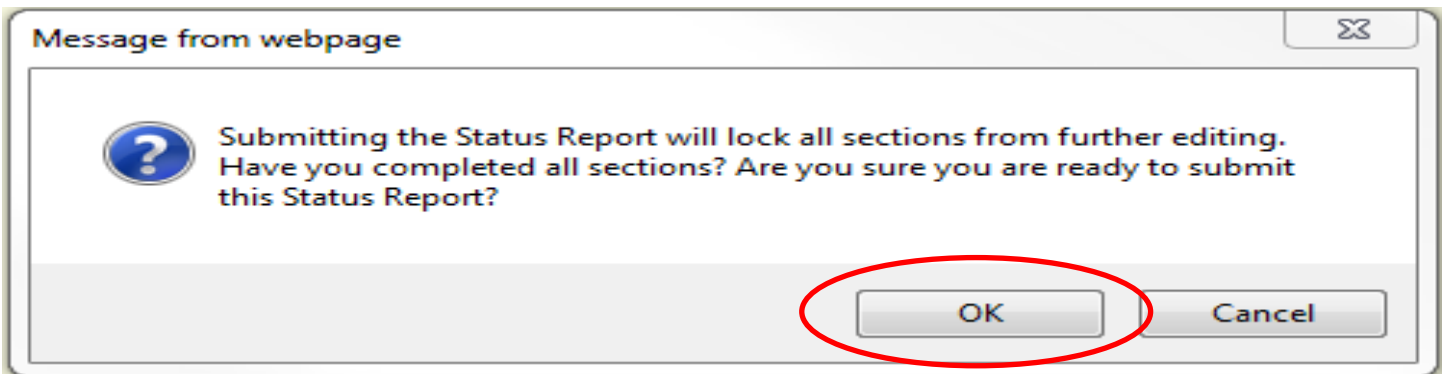 Message from webpage
Submitting the Status Report will lock all sections from further editing.
Have you completed all sections? Are you sure you are ready to submit
this Status Report?
OK
Cancel